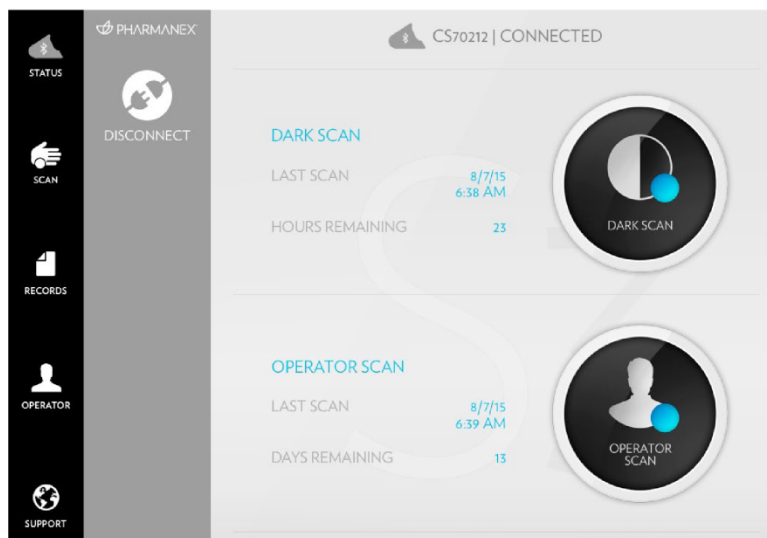 STATUS
SCAN
RECORDS
OPERATOR
SUPPORT
PHARMANEX
DISCONNECT
CS70212 | CONNECTED
DARK SCAN
LAST SCAN 8/7/15
6:38 AM
HOURS REMAINING 23
DARK SCAN
OPERATOR SCAN
LAST SCAN 8/7/15
6:39 AM
DAYS REMAINING 13
OPERATOR
SCAN